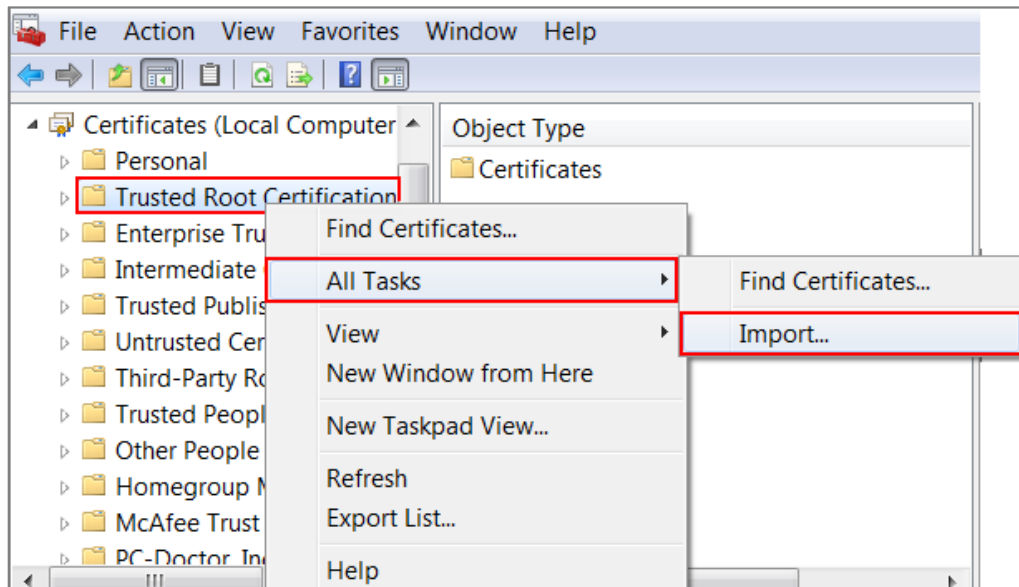 File Action View Favorites Window Help
Certificates (Local Computer
Personal
Trusted Root Certification
Enterprise Tru
Intermediate
Trusted Publis
Untrusted Cer
Third-Party Ro
Trusted Peopl
Other People
Homegroup M
McAfee Trust
PC-Doctor, In
Object Type
Certificates
Find Certificates...
All Tasks
View
New Window from Here
New Taskpad View...
Refresh
Export List...
Help
Find Certificates...
Import...